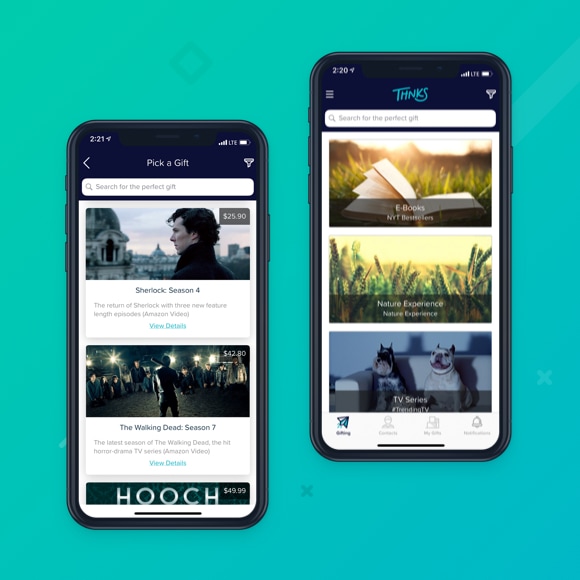 2:21
LTE
Pick a Gift
Search for the perfect gift
$25.90
Sherlock: Season 4
The return of Sherlock with three new feature
length episodes (Amazon Video)
View Details
$42.80
The Walking Dead: Season 7
The latest season of The Walking Dead, the hit
horror-drama TV series (Amazon Video)
View Details
HOOCH
$49.99
2:20
LTE
THNKS
Search for the perfect gift
E-Books
NYT Bestsellers
Nature Experience
Nature Experience
TV Series
#TrendingTV
Gifting
Contacts
My Gifts
Notifications